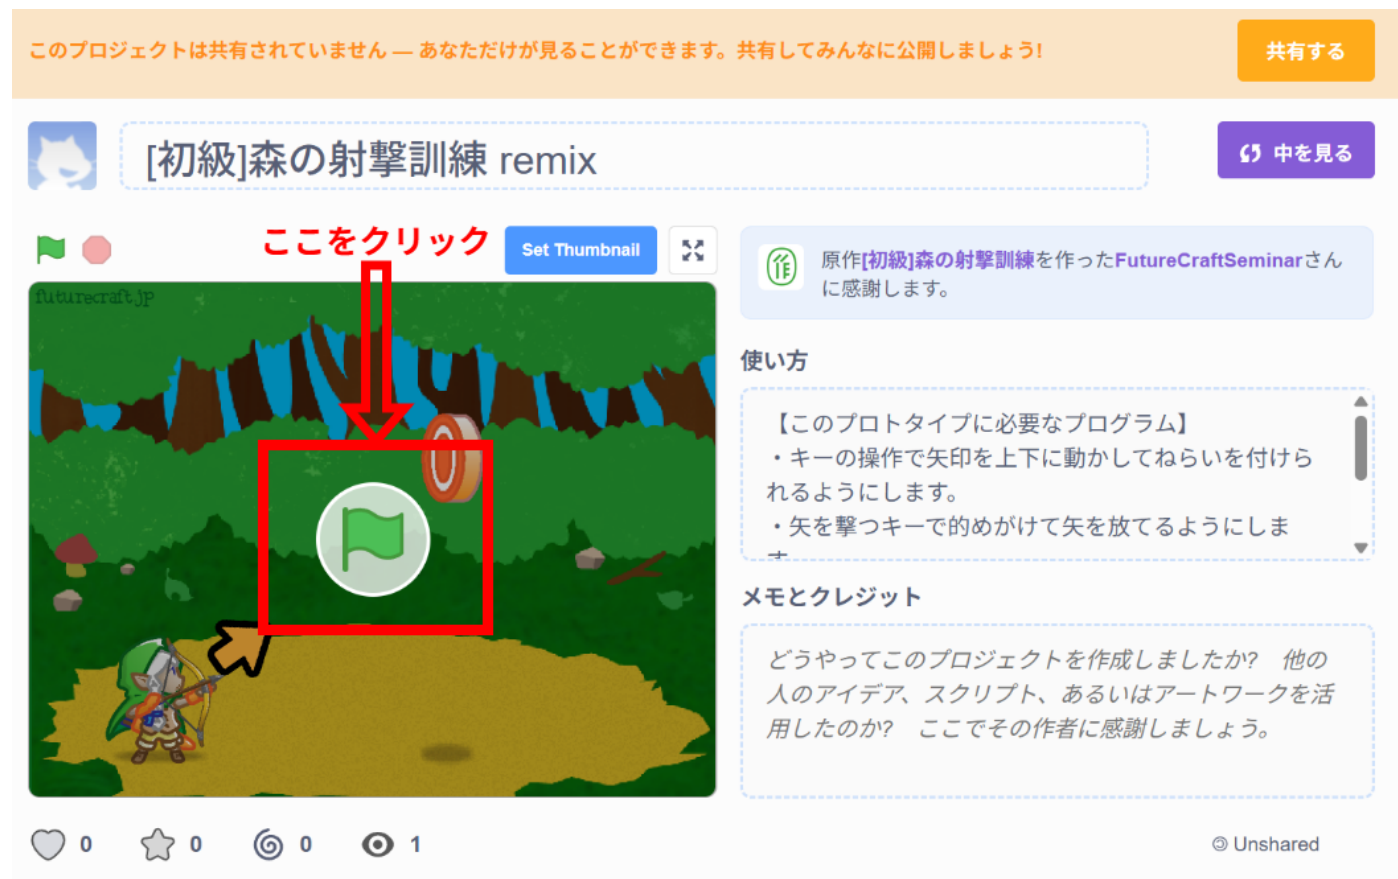 このプロジェクトは共有されていません — あなただけが見ることができます。共有してみんなに公開しましょう!
共有する
[初級]森の射撃訓練 remix
中を見る
ここをクリック
Set Thumbnail
futurecraft.jp
作
原作[初級]森の射撃訓練を作ったFutureCraftSeminarさん
に感謝します。
使い方
【このプロトタイプに必要なプログラム】
・キーの操作で矢印を上下に動かしてねらいを付けら
れるようにします。
・矢を撃つキーで的めがけて矢を放てるようにしま
メモとクレジット
どうやってこのプロジェクトを作成しましたか? 他の
人のアイデア、スクリプト、あるいはアートワークを活
用したのか? ここでその作者に感謝しましょう。
0
0
0
1
Unshared